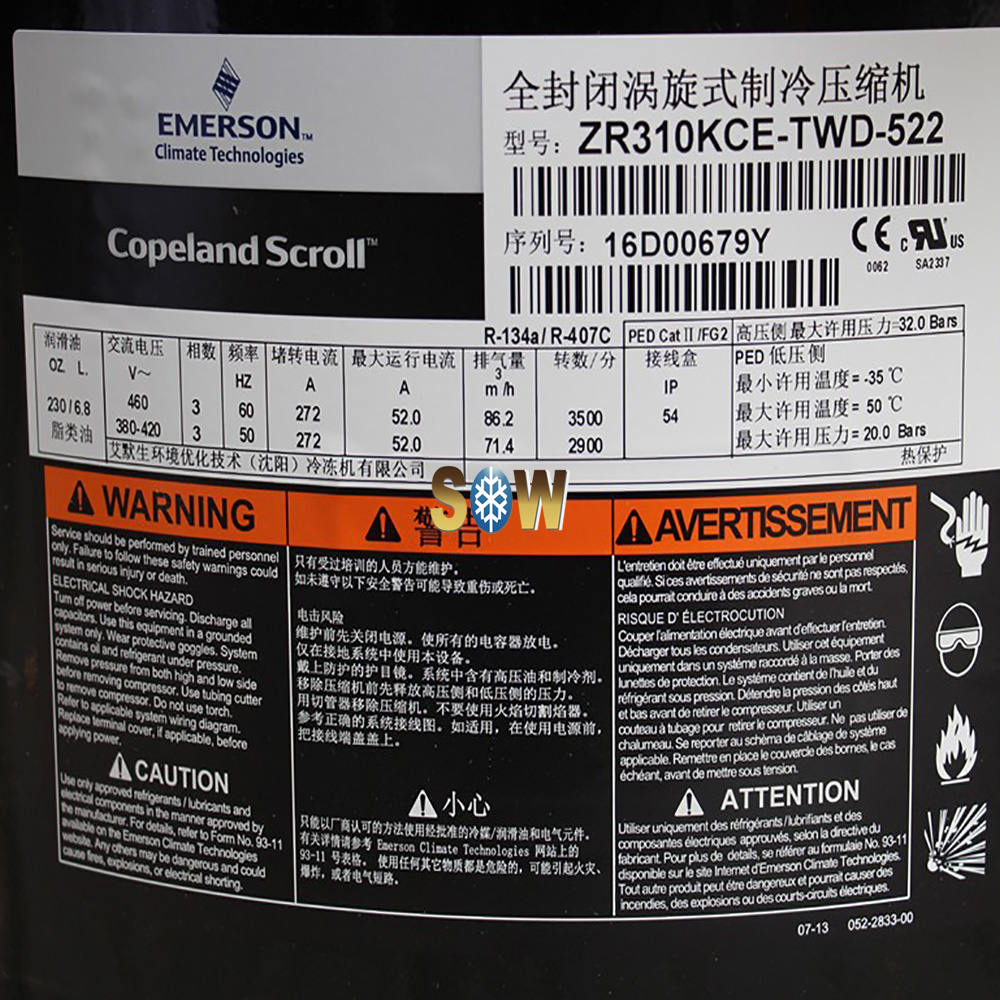 EMERSON™
Climate Technologies
Copeland Scroll™
全封闭涡旋式制冷压缩机
型号: ZR310KCE-TWD-522
序列号: 16D00679Y
CE c RU US
0062 SA2337
R-134a / R-407C
PED Cat II /FG2
高压侧最大许用压力=32.0 Bars
润滑油 交流电压 相数 频率 堵转电流 最大运行电流 排气量 转数/分 接线盒 PED 低压侧
OZ L. V~ HZ A A m³/h IP 最小许用温度= -35℃
230/6.8 460 3 60 272 52.0 86.2 3500 54 最大许用温度= 50℃
脂类油 380-420 3 50 272 52.0 71.4 2900 最大许用压力= 20.0 Bars
艾默生环境优化技术（沈阳）冷冻机有限公司
热保护
SOW
WARNING
Service should be performed by trained personnel
only. Failure to follow these safety warnings could
result in serious injury or death.
ELECTRICAL SHOCK HAZARD
Turn off power before servicing. Discharge all
capacitors. Use this equipment in a grounded
system only. Wear protective goggles. System
contains oil and refrigerant under pressure.
Remove pressure from both high and low side
before removing compressor. Use tubing cutter
to remove compressor. Do not use torch.
Refer to applicable system wiring diagram.
Replace terminal cover, if applicable, before
applying power.
CAUTION
Use only approved refrigerants / lubricants and
electrical components in the manner approved by
the manufacturer. For details, refer to Form No. 93-11
available on the Emerson Climate Technologies
website. Any others may be dangerous and could
cause fires, explosions, or electrical shorting.
警告
只有受过培训的人员方能维护。
如未遵守以下安全警告可能导致重伤或死亡。
电击风险
维护前先关闭电源。使所有的电容器放电。
仅在接地系统中使用本设备。
戴上防护的护目镜。系统中含有高压油和制冷剂。
移除压缩机前先释放高压侧和低压侧的压力。
用切管器移除压缩机。不要使用火焰切割焰器。
参考正确的系统接线图。如适用，在使用电源前，
把接线端盖盖上。
小心
只能以厂商认可的方法使用经批准的冷媒/润滑油和电气元件。
有关详情请参考 Emerson Climate Technologies 网站上的
93-11 号表格。 使用任何其它物质都是危险的，可能引起火灾、
爆炸，或者电气短路。
AVERTISSEMENT
L'entretien doit être effectué uniquement par le personnel
qualifié. Si ces avertissements de sécurité ne sont pas respectés,
cela pourrait conduire à des accidents graves ou la mort.
RISQUE D' ÉLECTROCUTION
Couper l'alimentation électrique avant d'effectuer l'entretien.
Décharger tous les condensateurs. Utiliser cet équipement
uniquement dans un système raccordé à la masse. Porter des
lunettes de protection. Le système contient de l'huile et du
réfrigérant sous pression. Détendre la pression des côtés haut
et bas avant de retirer le compresseur. Utiliser un
couteau à tubage pour retirer le compresseur. Ne pas utiliser de
chalumeau. Se reporter au schèma de câblage de système
applicable. Remettre en place le couvercle des bornes, le cas
échéant, avant de mettre sous tension.
ATTENTION
Utiliser uniquement des réfrigérants/lubrifiants et des
composantes électriques approuvés, selon la directive du
fabricant. Pour plus de details, se référer au formulaie No. 93-11
disponible sur le site Internet d'Emerson Climate Technologies.
Tout autre produit peut être dangereux et pourrait causer des
incendies, des explosions ou des courts-circuits électriques.
07-13 052-2833-00